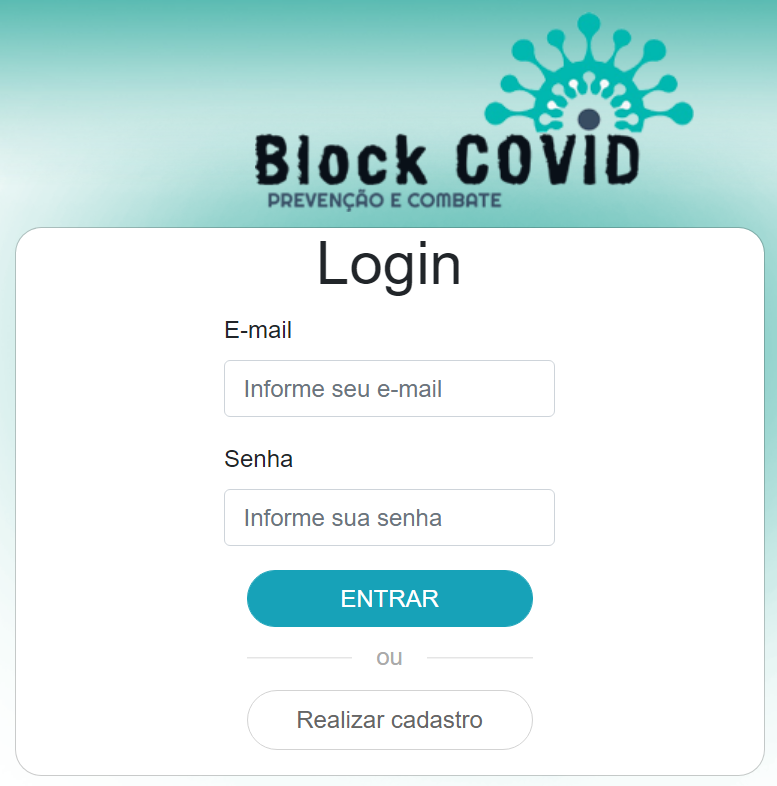 Block COVID
PREVENÇÃO E COMBATE
Login
E-mail
Informe seu e-mail
Senha
Informe sua senha
ENTRAR
ou
Realizar cadastro